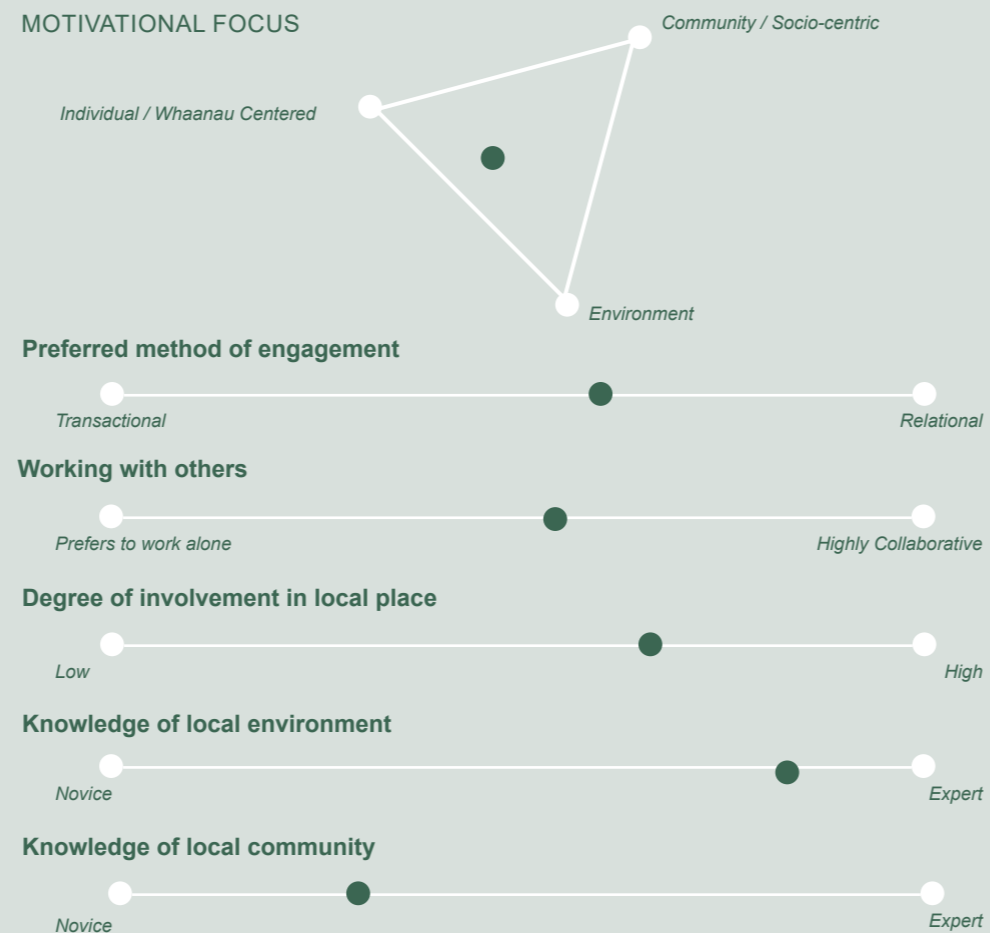 MOTIVATIONAL FOCUS
Community / Socio-centric
Individual / Whaanau Centered
Environment
Preferred method of engagement
Transactional
Relational
Working with others
Prefers to work alone
Highly Collaborative
Degree of involvement in local place
Low
High
Knowledge of local environment
Novice
Expert
Knowledge of local community
Novice
Expert